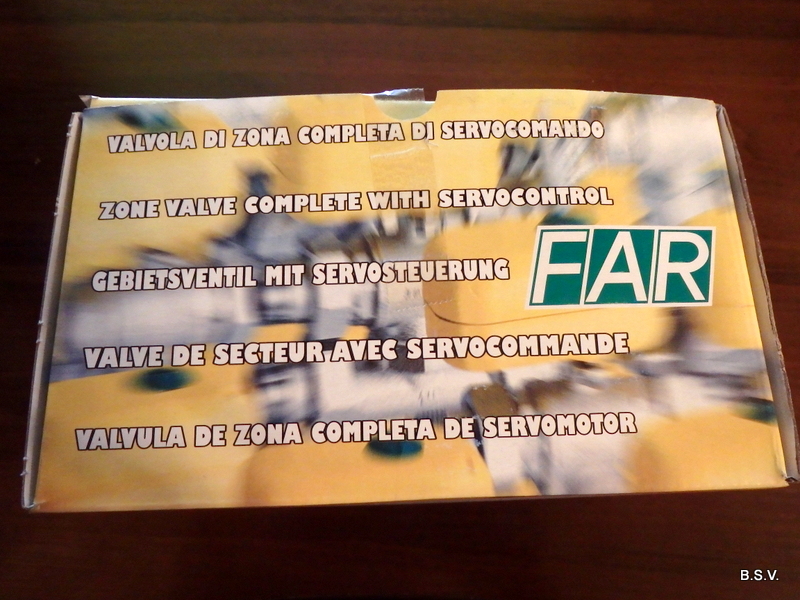 VALVOLA DI ZONA COMPLETA DI SERVOCOMANDO
ZONE VALVE COMPLETE WITH SERVOCONTROL
GEBIETSVENTIL MIT SERVOSTEUERUNG
FAR
VALVE DE SECTEUR AVEC SERVOCOMMANDE
VALVULA DE ZONA COMPLETA DE SERVOMOTOR
B.S.V.